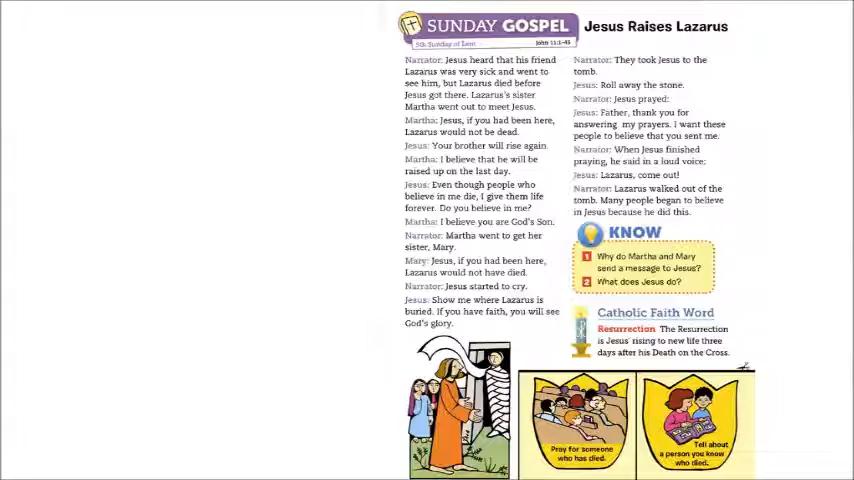 SUNDAY GOSPEL
5th Sunday of Lent
John 11:1-45
Jesus Raises Lazarus
Narrator: Jesus heard that his friend
Lazarus was very sick and went to
see him, but Lazarus died before
Jesus got there. Lazarus's sister
Martha went out to meet Jesus.
Martha: Jesus, if you had been here,
Lazarus would not be dead.
Jesus: Your brother will rise again.
Martha: I believe that he will be
raised up on the last day.
Jesus: Even though people who
believe in me die, I give them life
forever. Do you believe in me?
Martha: I believe you are God's Son.
Narrator: Martha went to get her
sister, Mary.
Mary: Jesus, if you had been here,
Lazarus would not have died.
Narrator: Jesus started to cry.
Jesus: Show me where Lazarus is
buried. If you have faith, you will see
God's glory.
Narrator: They took Jesus to the
tomb.
Jesus: Roll away the stone.
Narrator: Jesus prayed:
Jesus: Father, thank you for
answering my prayers. I want these
people to believe that you sent me.
Narrator: When Jesus finished
praying, he said in a loud voice:
Jesus: Lazarus, come out!
Narrator: Lazarus walked out of the
tomb. Many people began to believe
in Jesus because he did this.
KNOW
1 Why do Martha and Mary
send a message to Jesus?
2 What does Jesus do?
Catholic Faith Word
Resurrection The Resurrection
is Jesus' rising to new life three
days after his Death on the Cross.
Pray for someone
who has died.
Tell about
a person you know
who died.